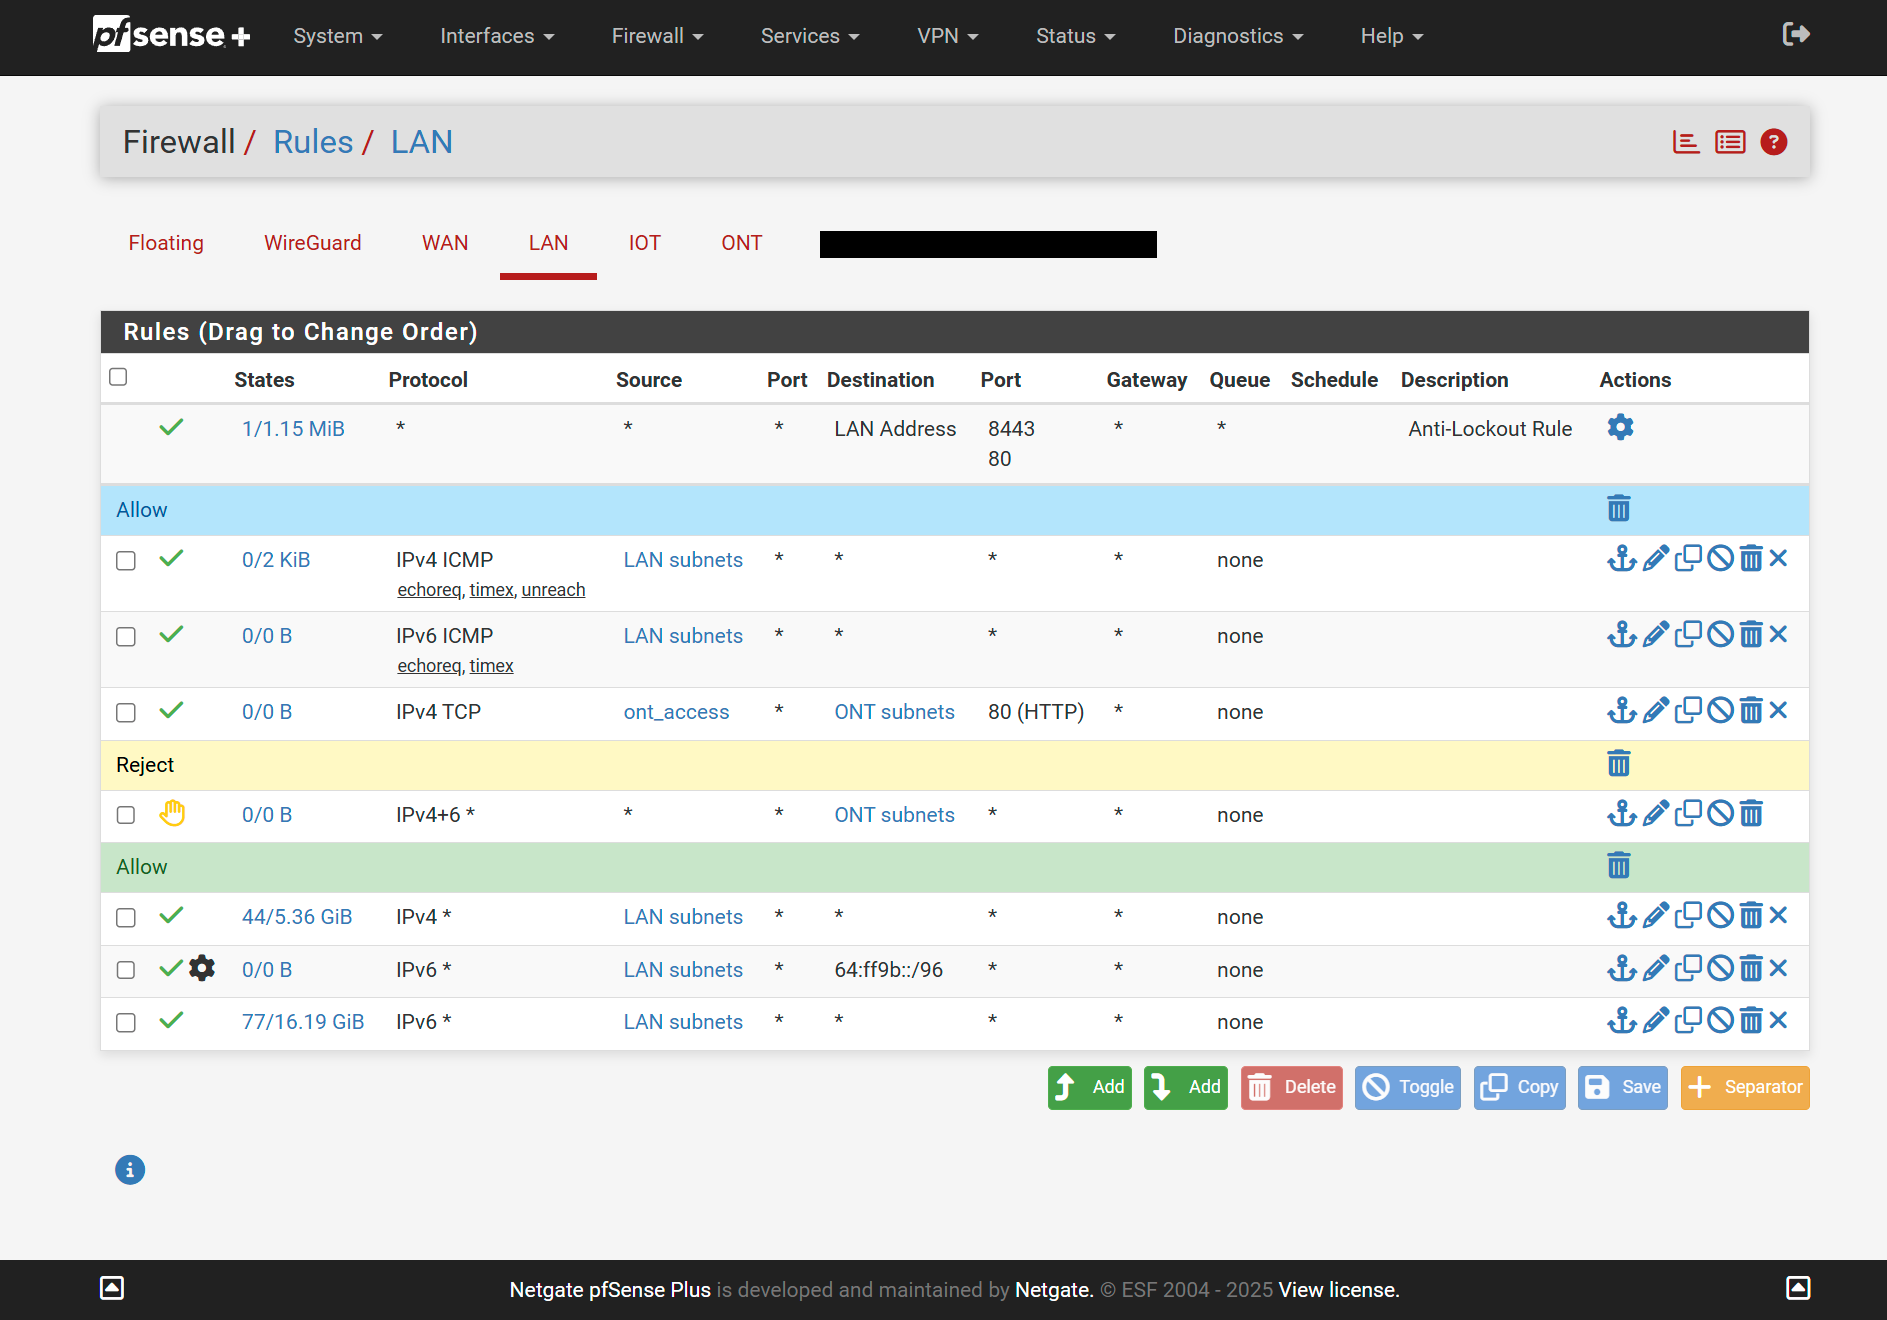 pfsense +
System Interfaces Firewall Services VPN Status Diagnostics Help
Firewall / Rules / LAN
Floating WireGuard WAN LAN IOT ONT
Rules (Drag to Change Order)
States Protocol Source Port Destination Port Gateway Queue Schedule Description Actions
1/1.15 MiB * * * LAN Address 8443 * * Anti-Lockout Rule
80
Allow
0/2 KiB IPv4 ICMP LAN subnets * * * * none
echoreq, timex, unreach
0/0 B IPv6 ICMP LAN subnets * * * * none
echoreq, timex
0/0 B IPv4 TCP ont_access * ONT subnets 80 (HTTP) * none
Reject
0/0 B IPv4+6 * * * ONT subnets * * none
Allow
44/5.36 GiB IPv4 * LAN subnets * * * * none
0/0 B IPv6 * LAN subnets * 64:ff9b::/96 * * none
77/16.19 GiB IPv6 * LAN subnets * * * * none
Add Add Delete Toggle Copy Save Separator
Netgate pfSense Plus is developed and maintained by Netgate. © ESF 2004 - 2025 View license.